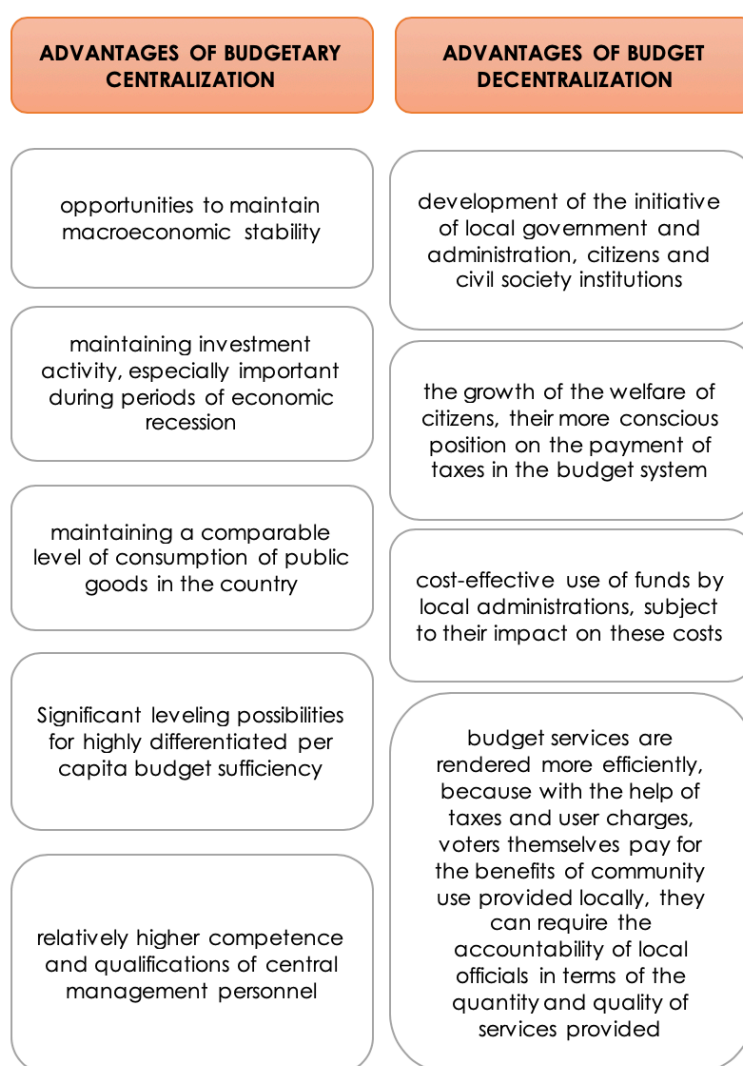 ADVANTAGES OF BUDGETARY
CENTRALIZATION
opportunities to maintain
macroeconomic stability
maintaining investment
activity, especially important
during periods of economic
recession
maintaining a comparable
level of consumption of public
goods in the country
Significant leveling possibilities
for highly differentiated per
capita budget sufficiency
relatively higher competence
and qualifications of central
management personnel
ADVANTAGES OF BUDGET
DECENTRALIZATION
development of the initiative
of local government and
administration, citizens and
civil society institutions
the growth of the welfare of
citizens, their more conscious
position on the payment of
taxes in the budget system
cost-effective use of funds by
local administrations, subject
to their impact on these costs
budget services are
rendered more efficiently,
because with the help of
taxes and user charges,
voters themselves pay for
the benefits of community
use provided locally, they
can require the
accountability of local
officials in terms of the
quantity and quality of
services provided